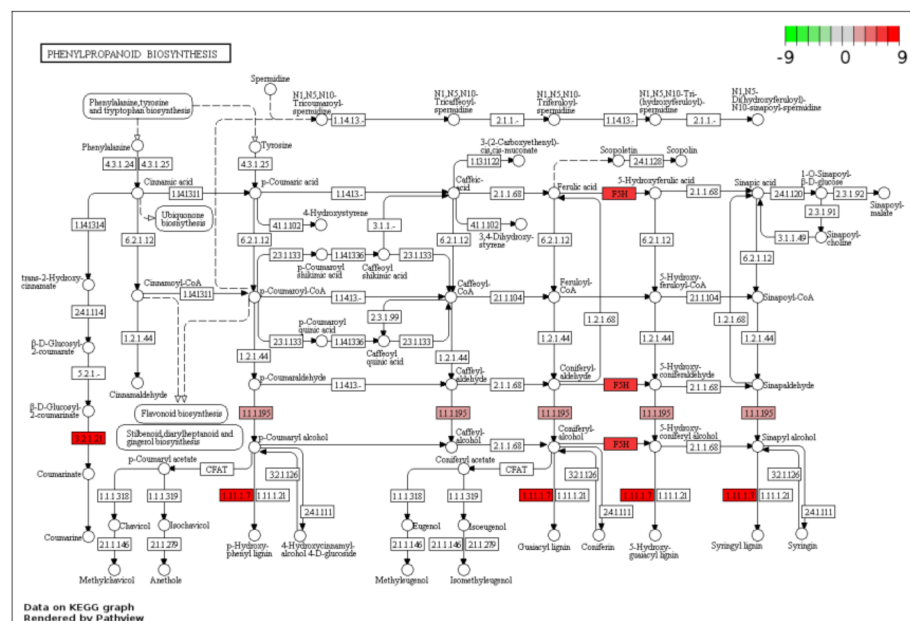 PHENYLPROPANOID BIOSYNTHESIS
-9 0 9
Spermidine
Phenylalanine, tyrosine
and tryptophan biosynthesis
N1,N5,N10-
Tricoumaroyl-
spermidine
N1,N5,N10-
Tricaffeoyl-
spermidine
N1,N5,N10-
Triferuloyl-
spermidine
N1,N5,N10-Tri-
(hydroxyferuloyl)-
spermidine
N1,N5-
Di(hydroxyferuloyl)-
N10-sinapoyl-spermidine
1.14.13.- 2.1.1.- 1.14.13.- 2.1.1.-
Phenylalanine
Tyrosine
4.3.1.24 4.3.1.25 4.3.1.25
3-(2-Carboxyethenyl)-
cis,cis-muconate
1.13.11.22
Scopoletin Scopolin
2.4.1.128
Cinnamic acid
p-Coumaric acid
Caffeic
acid
Ferulic acid
5-Hydroxyferulic acid
Sinapic acid
1-O-Sinapoyl-
β-D-glucose
1.14.13.11 1.14.13.- 2.1.1.68 F5H 2.1.1.68 2.4.1.120 2.3.1.92
Sinapoyl-
malate
2.3.1.91
Ubiquinone
biosynthesis
4-Hydroxystyrene
4.1.1.102
3.1.1.-
4.1.1.102
3,4-Dihydroxy-
styrene
1.14.13.14
6.2.1.12 6.2.1.12 6.2.1.12 6.2.1.12 6.2.1.12 6.2.1.12
3.1.1.49
Sinapoyl-
choline
2.3.1.133 1.14.13.36 2.3.1.133
p-Coumaroyl
shikimic acid
Caffeoyl
shikimic acid
trans-2-Hydroxy-
cinnamate
Cinnamoyl-CoA
p-Coumaroyl-CoA
Caffeoyl-
CoA
Feruloyl-
CoA
5-Hydroxy-
feruloyl-CoA
Sinapoyl-CoA
1.14.13.11 1.14.13.- 2.1.1.104 2.1.1.104
2.4.1.114
2.3.1.99
1.2.1.68 1.2.1.68
p-Coumaroyl
quinic acid
Caffeoyl
quinic acid
2.3.1.133 1.14.13.36 2.3.1.133
1.2.1.44 1.2.1.44 1.2.1.44 1.2.1.44 1.2.1.44 1.2.1.44
β-D-Glucosyl-
2-coumarate
5.2.1.-
Cinnamaldehyde
p-Coumaraldehyde
Caffeyl-
aldehyde
Coniferyl-
aldehyde
5-Hydroxy-
coniferaldehyde
Sinapaldehyde
1.14.13.- 2.1.1.68 F5H 2.1.1.68
β-D-Glucosyl-
2-coumarinate
Flavonoid biosynthesis
Stilbenoid, diarylheptanoid and
gingerol biosynthesis
1.1.1.195 1.1.1.195 1.1.1.195 1.1.1.195 1.1.1.195
3.2.1.21
p-Coumaryl alcohol
Caffeyl-
alcohol
Coniferyl-
alcohol
5-Hydroxy-
coniferyl alcohol
Sinapyl alcohol
2.1.1.68 F5H 2.1.1.68
p-Coumaryl acetate
CFAT
Coniferyl acetate
CFAT
Coumarinate
3.2.1.126 3.2.1.126 3.2.1.126
1.1.1.318 1.1.1.319 1.11.1.7 1.11.1.21 1.1.1.318 1.1.1.319 1.11.1.7 1.11.1.21 1.11.1.7 1.11.1.21 1.11.1.7 1.11.1.21
2.4.1.111 2.4.1.111 2.4.1.111
Chavicol Isochavicol Eugenol Isoeugenol
2.1.1.146 2.1.1.279 2.1.1.146 2.1.1.279
Coumarine
p-Hydroxy-
phenyl lignin
4-Hydroxycinnamyl-
alcohol 4-D-glucoside
Guaiacyl lignin
Coniferin
5-Hydroxy-
guaiacyl lignin
Syringyl lignin
Syringin
Methylchavicol Anethole Methyleugenol Isomethyleugenol
Data on KEGG graph
Rendered by Pathview